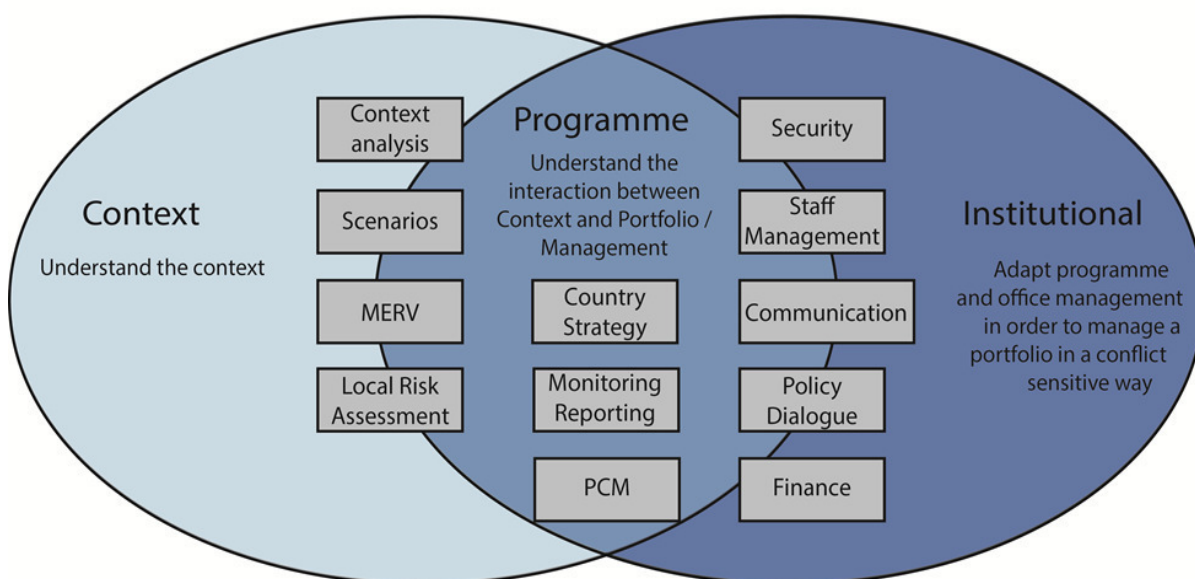 Context
Understand the context
Context
analysis
Scenarios
MERV
Local Risk
Assessment
Programme
Understand the
interaction between
Context and Portfolio /
Management
Country
Strategy
Monitoring
Reporting
PCM
Security
Staff
Management
Communication
Policy
Dialogue
Finance
Institutional
Adapt programme
and office management
in order to manage a
portfolio in a conflict
sensitive way